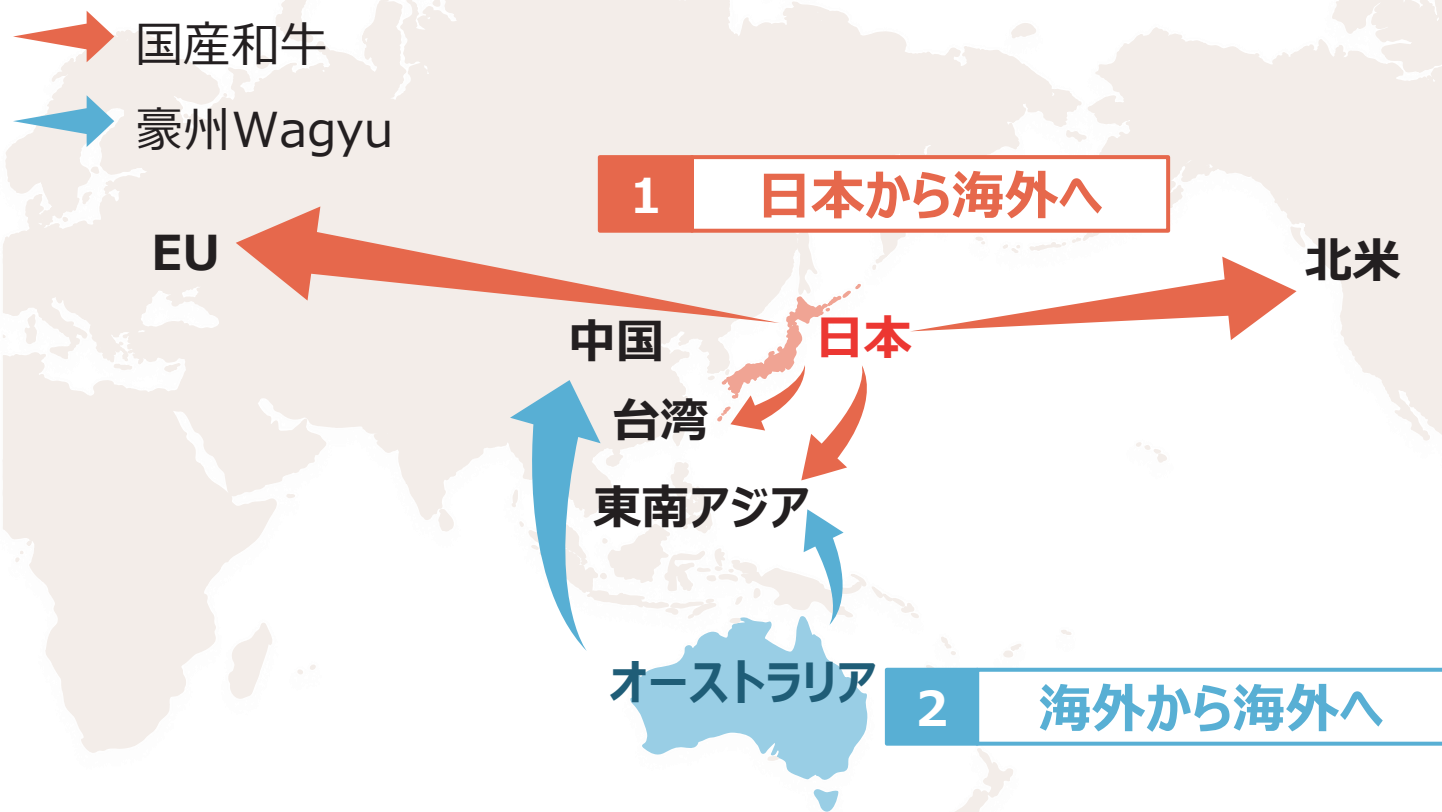 国産和牛
豪州Wagyu
1 日本から海外へ
EU
北米
中国
日本
台湾
東南アジア
オーストラリア
2 海外から海外へ